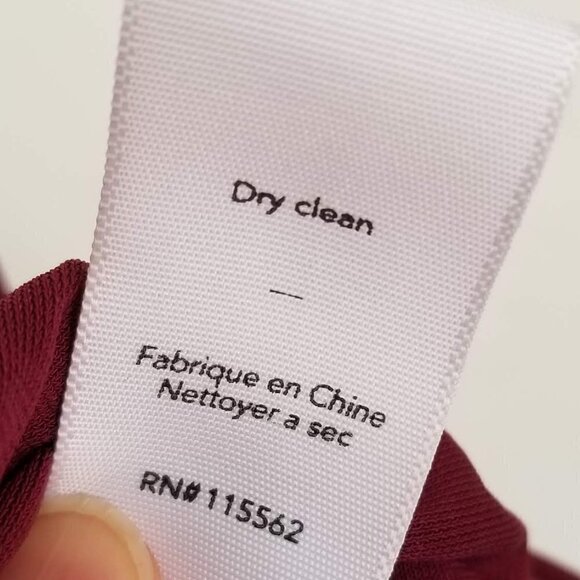 Dry clean
—
Fabrique en Chine
Nettoyer a sec
RN# 115562